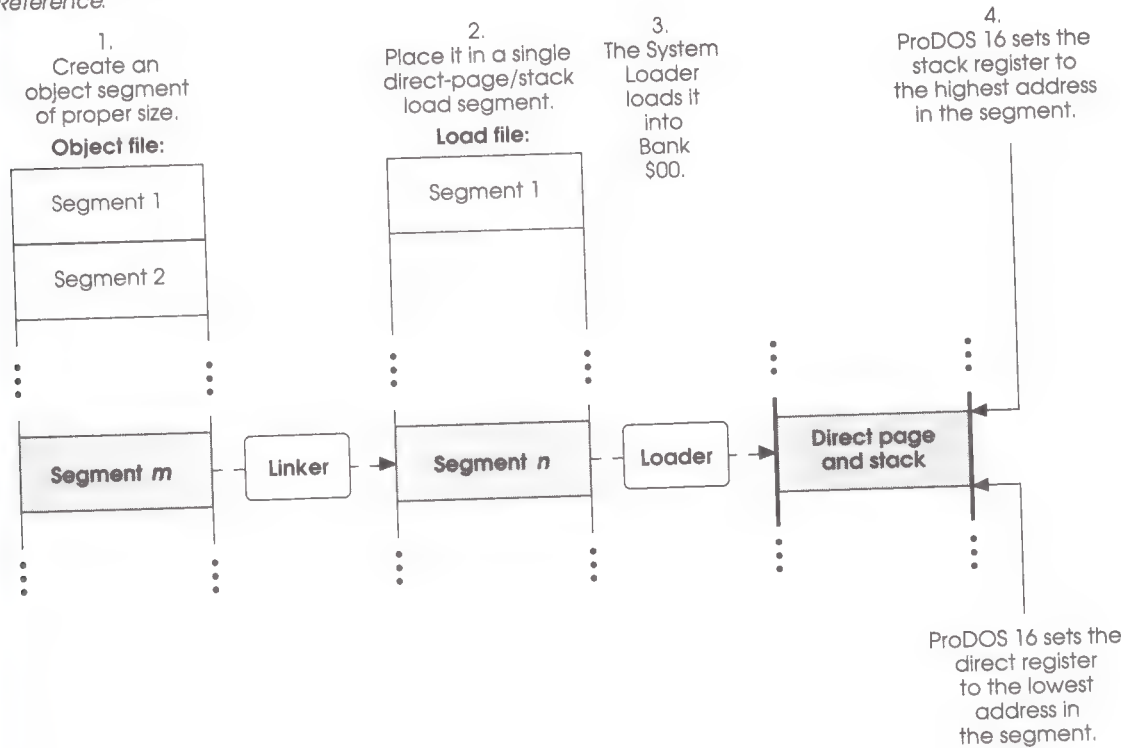 Reference.
1.
Create an
object segment
of proper size.
Object file:
Segment 1
Segment 2
Segment m
Linker
2.
Place it in a single
direct-page/stack
load segment.
Load file:
Segment 1
Segment n
Loader
3.
The System
Loader
loads it
into
Bank
$00.
4.
ProDOS 16 sets the
stack register to
the highest address
in the segment.
Direct page
and stack
ProDOS 16 sets the
direct register
to the lowest
address in
the segment.